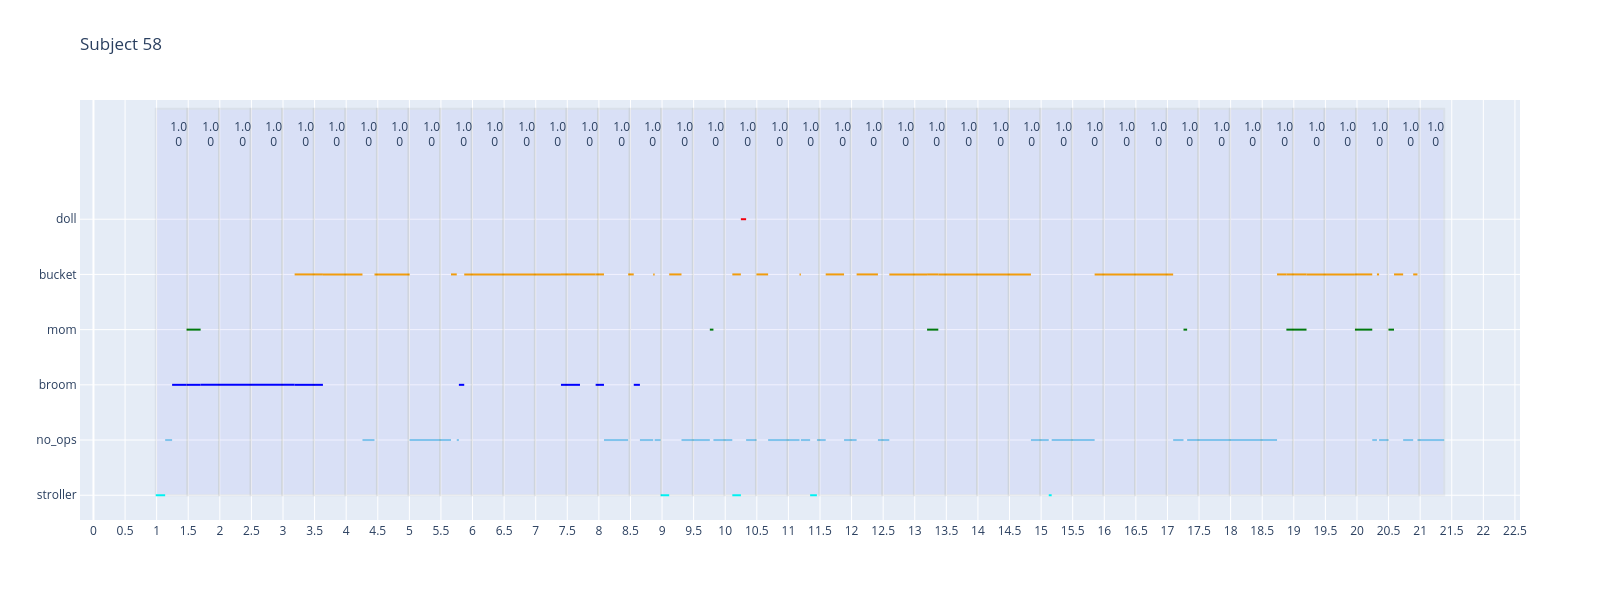 Subject 58
1.0 1.0 1.0 1.0 1.0 1.0 1.0 1.0 1.0 1.0 1.0 1.0 1.0 1.0 1.0 1.0 1.0 1.0 1.0 1.0 1.0 1.0 1.0 1.0 1.0 1.0 1.0 1.0 1.0 1.0 1.0 1.0 1.0 1.0 1.0 1.0 1.0 1.0 1.0 1.0 1.0
0 0 0 0 0 0 0 0 0 0 0 0 0 0 0 0 0 0 0 0 0 0 0 0 0 0 0 0 0 0 0 0 0 0 0 0 0 0 0 0 0
doll
bucket
mom
broom
no_ops
stroller
0 0.5 1 1.5 2 2.5 3 3.5 4 4.5 5 5.5 6 6.5 7 7.5 8 8.5 9 9.5 10 10.5 11 11.5 12 12.5 13 13.5 14 14.5 15 15.5 16 16.5 17 17.5 18 18.5 19 19.5 20 20.5 21 21.5 22 22.5